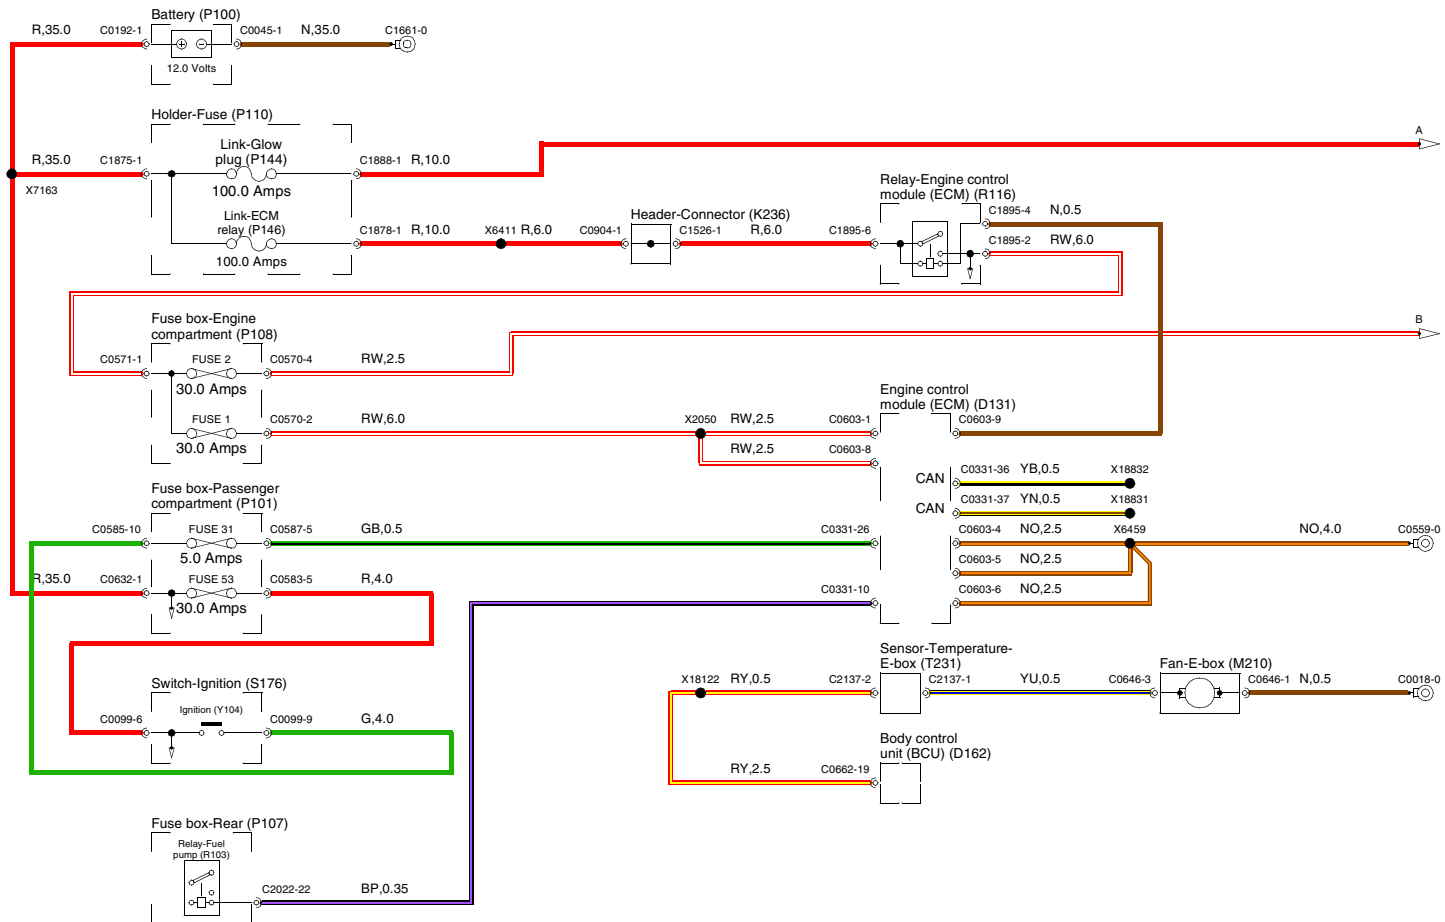 Battery (P100)
R,35.0 C0192-1 C0045-1 N,35.0 C1661-0
12.0 Volts
Holder-Fuse (P110)
A
Link-Glow
plug (P144)
R,35.0 C1875-1 C1888-1 R,10.0
X7163
100.0 Amps
Link-ECM
relay (P146)
C1878-1 R,10.0 X6411 R,6.0 C0904-1
100.0 Amps
Header-Connector (K236)
C1526-1 R,6.0 C1895-6
Relay-Engine control
module (ECM) (R116)
C1895-4 N,0.5
C1895-2 RW,6.0
Fuse box-Engine
compartment (P108)
B
C0571-1 FUSE 2 C0570-4 RW,2.5
30.0 Amps
FUSE 1 C0570-2 RW,6.0 X2050 RW,2.5 C0603-1
30.0 Amps
RW,2.5 C0603-8
Engine control
module (ECM) (D131)
C0603-9
CAN C0331-36 YB,0.5 X18832
CAN C0331-37 YN,0.5 X18831
Fuse box-Passenger
compartment (P101)
C0585-10 FUSE 31 C0587-5 GB,0.5 C0331-26
5.0 Amps
C0603-4 NO,2.5 X6459 NO,4.0 C0559-0
C0603-5 NO,2.5
R,35.0 C0632-1 FUSE 53 C0583-5 R,4.0
30.0 Amps
C0331-10 C0603-6 NO,2.5
Sensor-Temperature-
E-box (T231)
Fan-E-box (M210)
X18122 RY,0.5 C2137-2 C2137-1 YU,0.5 C0646-3 C0646-1 N,0.5 C0018-0
Switch-Ignition (S176)
Ignition (Y104)
C0099-6 C0099-9 G,4.0
Body control
unit (BCU) (D162)
RY,2.5 C0662-19
Fuse box-Rear (P107)
Relay-Fuel
pump (R103)
C2022-22 BP,0.35